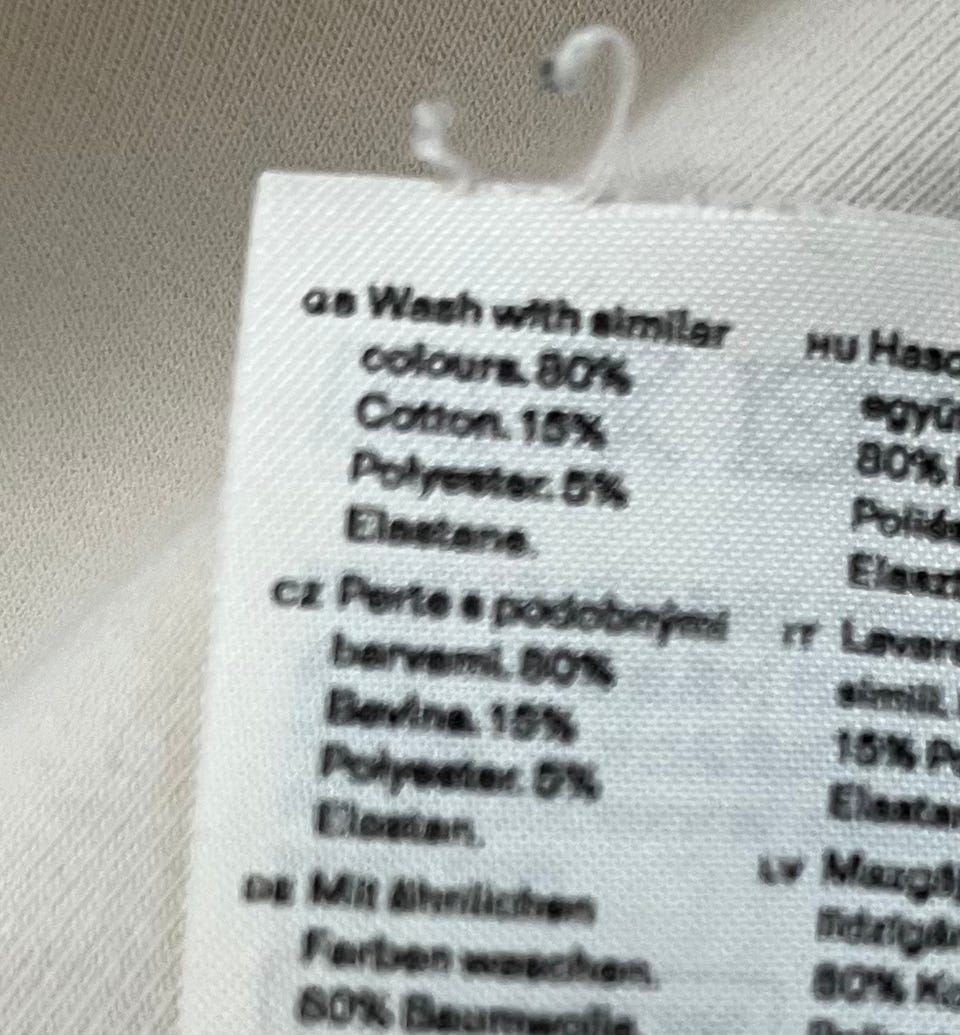 GB Wash with similar
colours. 80%
Cotton. 15%
Polyester. 5%
Elastane.
CZ Perte s podobnými
barvami. 80%
Bavlna. 15%
Polyester. 5%
Elastan.
DE Mit ähnlichen
Farben waschen.
80% Baumwolle.
HU
80%
IT
simili.
15%
LV
80%